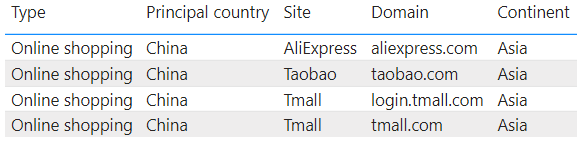 Type Principal country Site Domain Continent
Online shopping China AliExpress aliexpress.com Asia
Online shopping China Taobao taobao.com Asia
Online shopping China Tmall login.tmall.com Asia
Online shopping China Tmall tmall.com Asia